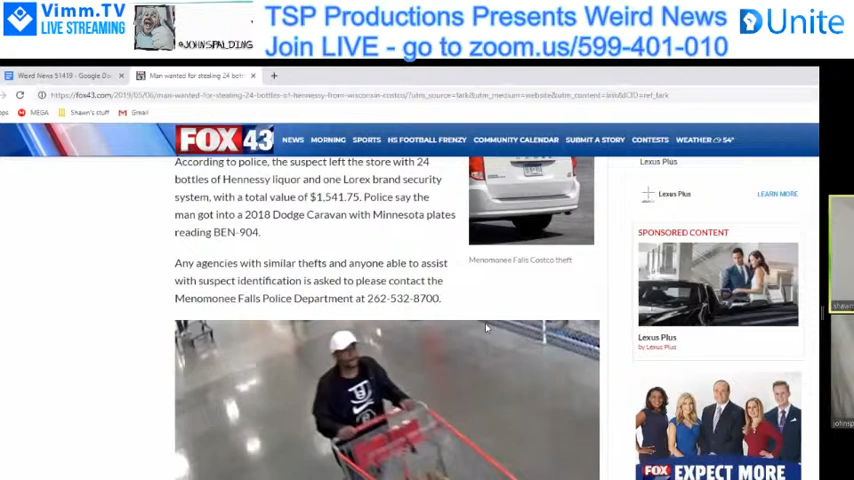 Vimm.TV
LIVE STREAMING
@JOHNSPALDING
TSP Productions Presents Weird News
Join LIVE - go to zoom.us/599-401-010
Unite
Weird News 51419 - Google Do
Man wanted for stealing 24 bott
https://fox43.com/2019/05/06/man-wanted-for-stealing-24-bottles-of-hennessy-from-wisconsin-costco/?utm_source=fark&utm_medium=website&utm_content=link&ICID=ref_fark
MEGA
Shawn's stuff
Gmail
FOX 43
NEWS
MORNING
SPORTS
HS FOOTBALL FRENZY
COMMUNITY CALENDAR
SUBMIT A STORY
CONTESTS
WEATHER
54°
According to police, the suspect left the store with 24
bottles of Hennessy liquor and one Lorex brand security
system, with a total value of $1,541.75. Police say the
man got into a 2018 Dodge Caravan with Minnesota plates
reading BEN-904.
Menomonee Falls Costco theft
Any agencies with similar thefts and anyone able to assist
with suspect identification is asked to please contact the
Menomonee Falls Police Department at 262-532-8700.
Lexus Plus
Lexus Plus
LEARN MORE
SPONSORED CONTENT
Lexus Plus
by Lexus Plus
FOX
EXPECT MORE
shawn
johnsp